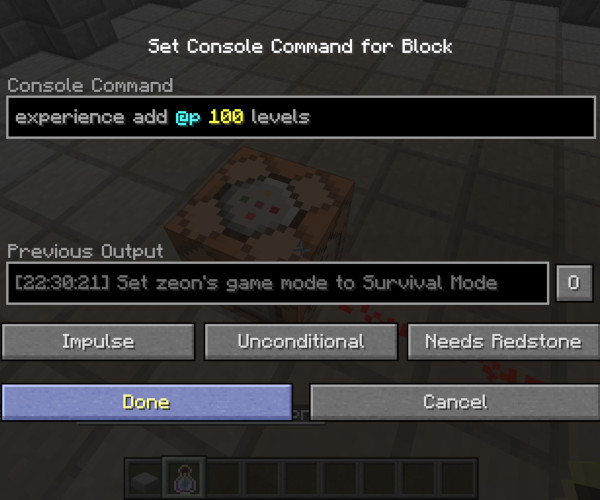 Set Console Command for Block
Console Command
experience add @p 100 levels
Previous Output
[22:30:21] Set zeon's game mode to Survival Mode
O
Impulse
Unconditional
Needs Redstone
Done
Cancel